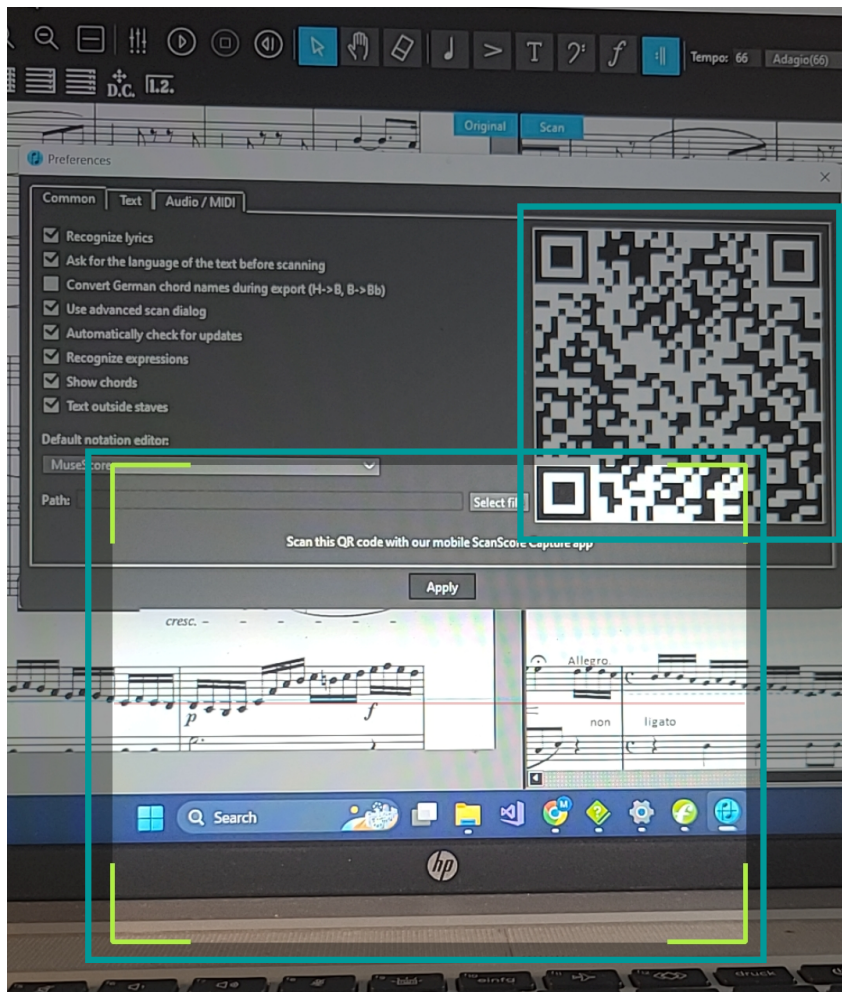 Tempo: 66 Adagio(66)
D.C. 1.2.
Original Scan
Preferences
Common Text Audio / MIDI
Recognize lyrics
Ask for the language of the text before scanning
Convert German chord names during export (H->B, B->Bb)
Use advanced scan dialog
Automatically check for updates
Recognize expressions
Show chords
Text outside staves
Default notation editor:
MuseScore
Path: Select
Scan this QR code with our mobile ScanScore Capture app
Apply
cresc.
Allegro.
p f
non ligato
Search
hp
einfg druck